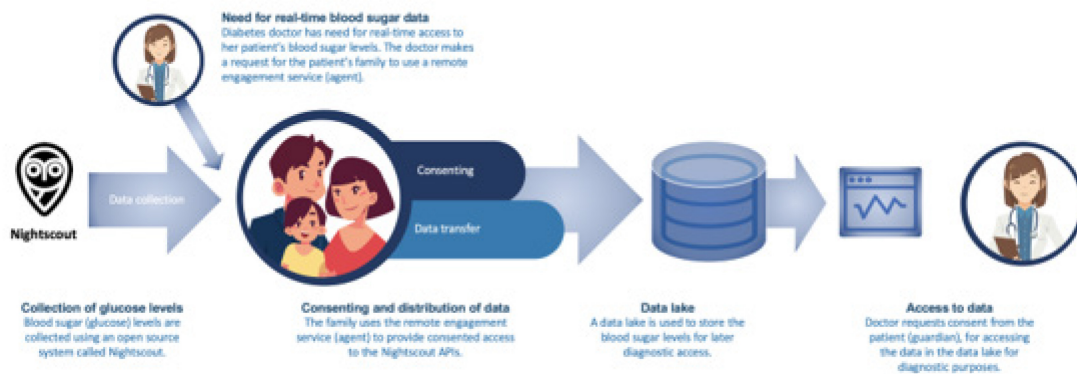 Need for real-time blood sugar data
Diabetes doctor has need for real-time access to
her patient's blood sugar levels. The doctor makes
a request for the patient's family to use a remote
engagement service (agent).
Consenting
Data collection
Data transfer
Nightscout
Collection of glucose levels
Blood sugar (glucose) levels are
collected using an open source
system called Nightscout.
Consenting and distribution of data
The family uses the remote engagement
service (agent) to provide consented access
to the Nightscout APIs.
Data lake
A data lake is used to store the
blood sugar levels for later
diagnostic access.
Access to data
Doctor requests consent from the
patient (guardian), for accessing
the data in the data lake for
diagnostic purposes.